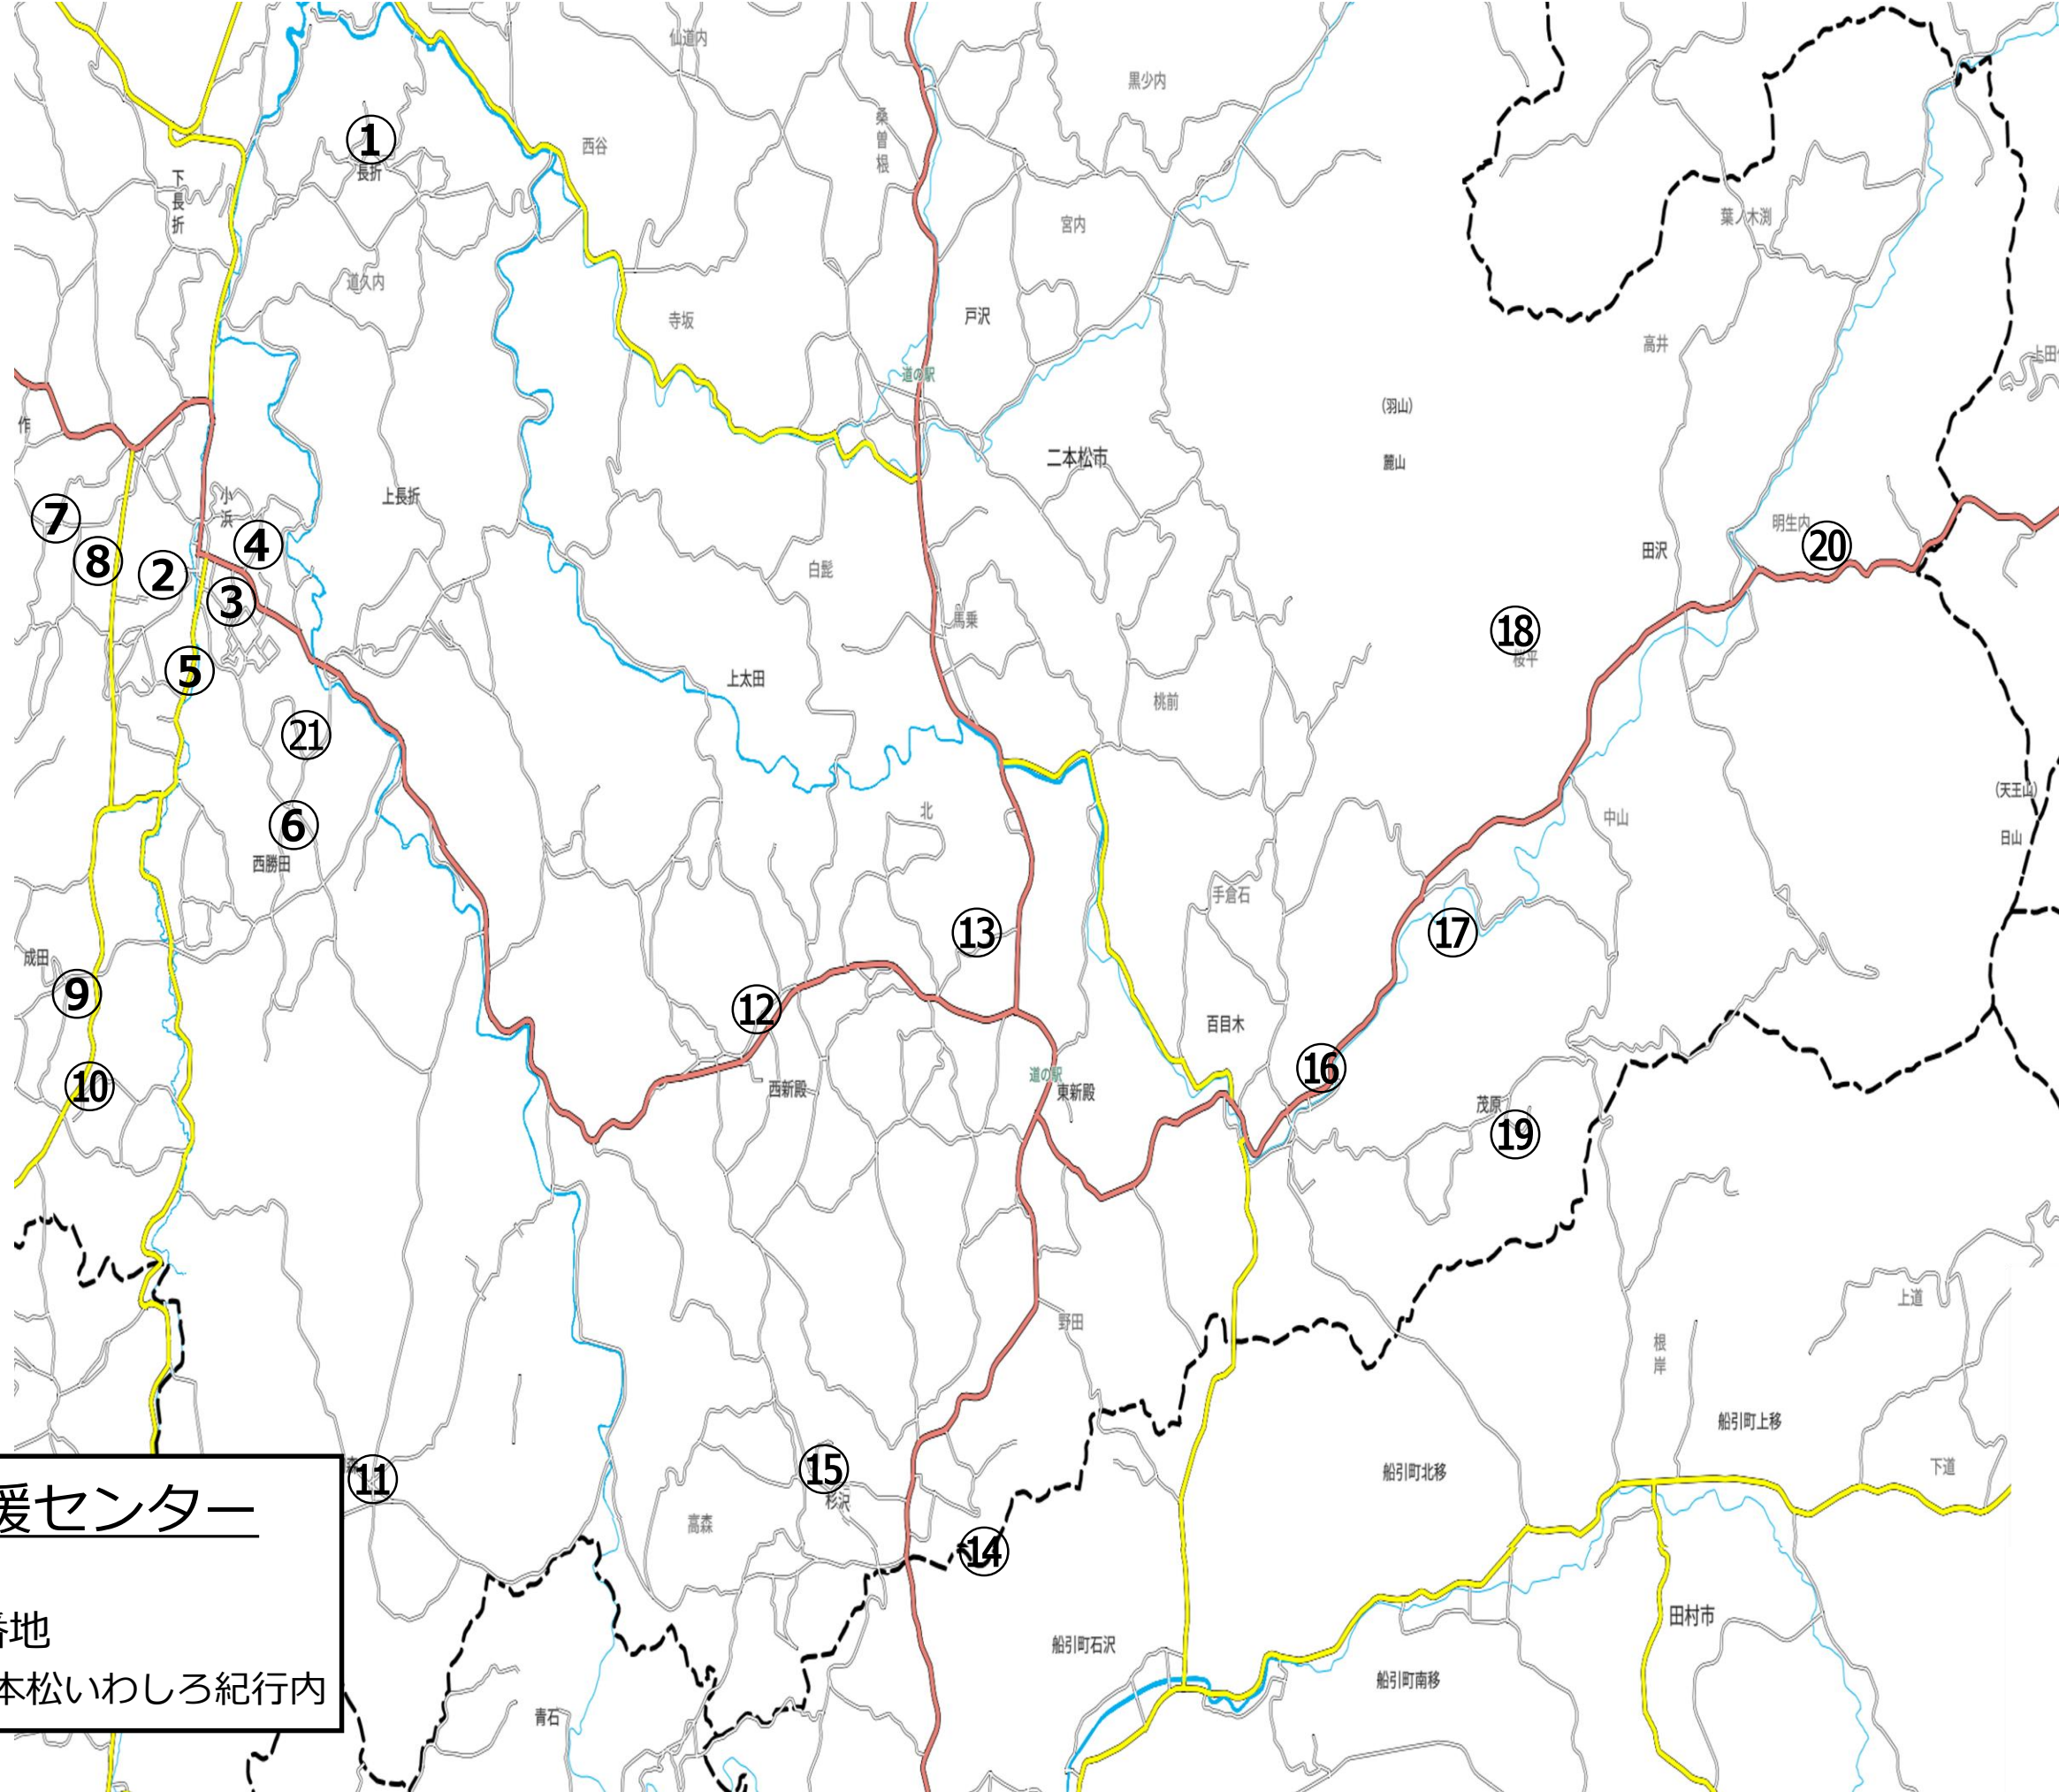 仙道内
黒少内
①
長折
西谷
桑曽根
下長折
宮内
葉ノ木渕
道久内
寺坂
戸沢
高井
道の駅
(羽山)
作
二本松市
麓山
上長折
小浜
⑦
④
明生内
⑳
田沢
⑧
②
③
白髭
馬乗
⑱
桜平
⑤
上太田
桃前
㉑
(天王山)
日山
北
中山
⑥
西勝田
手倉石
⑬
⑰
成田
⑨
⑫
百目木
⑯
道の駅
東新殿
西新殿
⑩
茂原
⑲
上道
野田
根岸
船引町上移
⑪
⑮
杉沢
船引町北移
下道
高森
援センター
⑭
番地
田村市
船引町石沢
本松いわしろ紀行内
船引町南移
青石